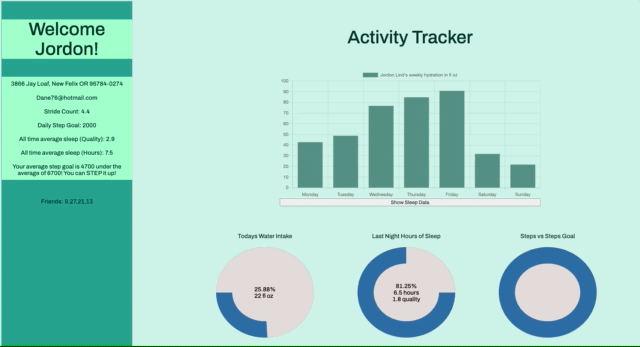 Welcome
Jordon!
3866 Jay Loaf, New Felix OR 96784-0274
Dane76@hotmail.com
Stride Count: 4.4
Daily Step Goal: 2000
All time average sleep (Quality): 2.9
All time average sleep (Hours): 7.5
Your average step goal is 4700 under the
average of 6700! You can STEP it up!
Friends: 9,27,21,13
Activity Tracker
Jordon Lind's weekly hydration in fl oz
100
90
80
70
60
50
40
30
20
10
0
Monday Tuesday Wednesday Thursday Friday Saturday Sunday
Show Sleep Data
Todays Water Intake
25.88%
22 fl oz
Last Night Hours of Sleep
81.25%
6.5 hours
1.6 quality
Steps vs Steps Goal